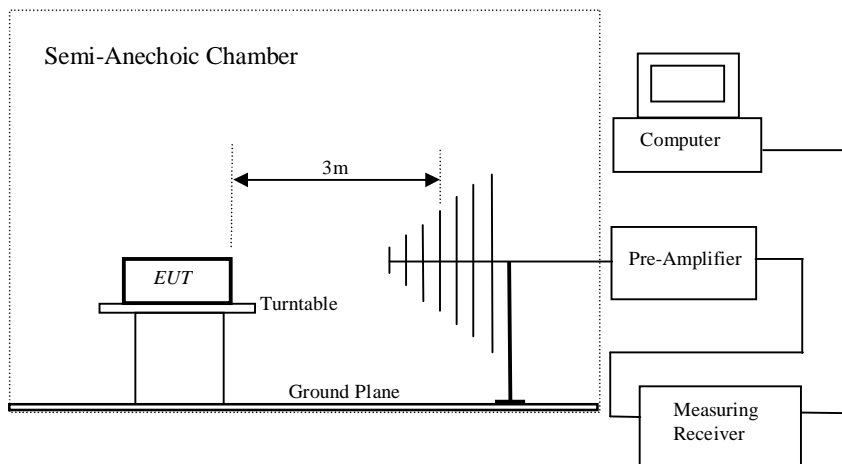 Semi-Anechoic Chamber
Computer
3m
Pre-Amplifier
EUT
Turntable
Ground Plane
Measuring
Receiver